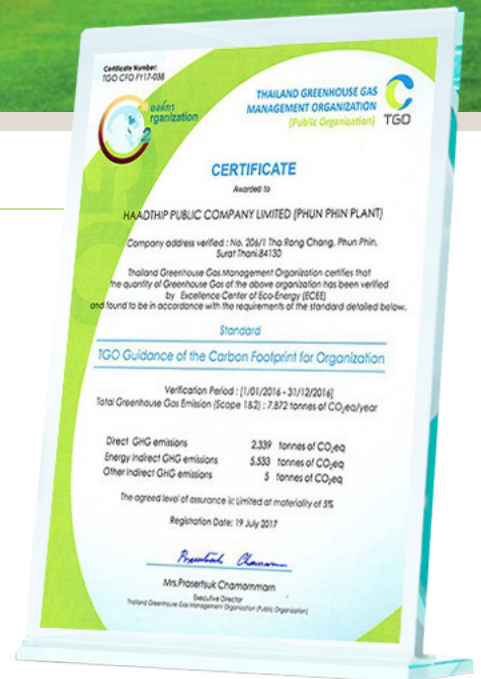 Certificate Number:
TGO CFO FY17-038
องค์กร
rganization
2
THAILAND GREENHOUSE GAS
MANAGEMENT ORGANIZATION
(Public Organization)
TGO
CERTIFICATE
Awarded to
HAADTHIP PUBLIC COMPANY LIMITED (PHUN PHIN PLANT)
Company address verified : No. 206/1 Tha Rong Chang, Phun Phin,
Surat Thani.84130
Thailand Greenhouse Gas Management Organization certifies that
the quantity of Greenhouse Gas of the above organization has been verified
by Excellence Center of Eco-Energy (ECEE)
and found to be in accordance with the requirements of the standard detailed below.
Standard
TGO Guidance of the Carbon Footprint for Organization
Verification Period : [1/01/2016 - 31/12/2016]
Total Greenhouse Gas Emission (Scope 1&2) : 7,872 tonnes of CO₂eq/year
Direct GHG emissions 2,339 tonnes of CO₂eq
Energy Indirect GHG emissions 5,533 tonnes of CO₂eq
Other Indirect GHG emissions 5 tonnes of CO₂eq
The agreed level of assurance is: Limited at materiality of 5%
Registration Date: 19 July 2017
Mrs.Prasertsuk Chamornmarn
Executive Director
Thailand Greenhouse Gas Management Organization (Public Organization)